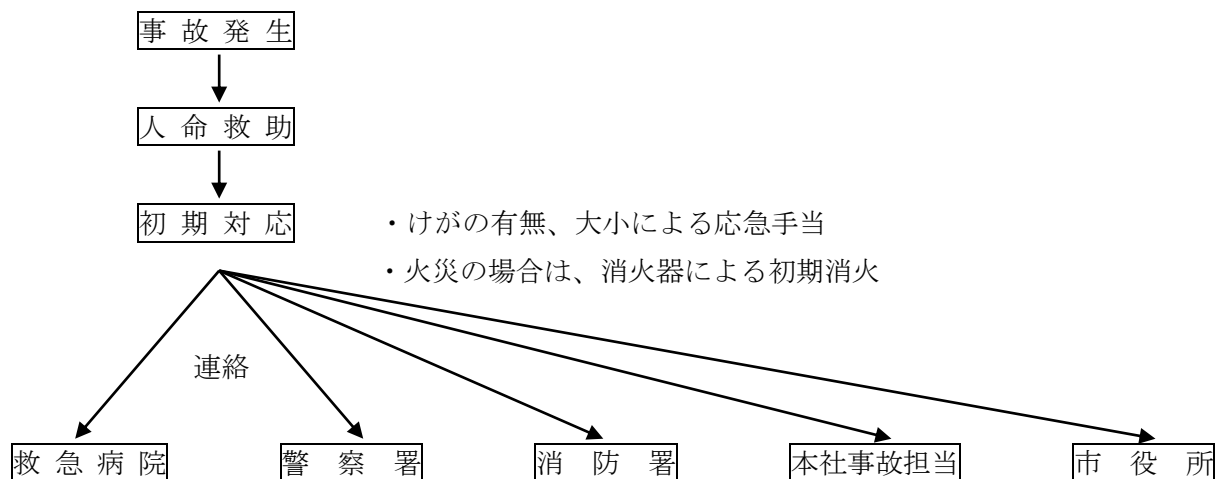 事故発生
人命救助
初期対応
・けがの有無、大小による応急手当
・火災の場合は、消火器による初期消火
連絡
救急病院
警察署
消防署
本社事故担当
市役所